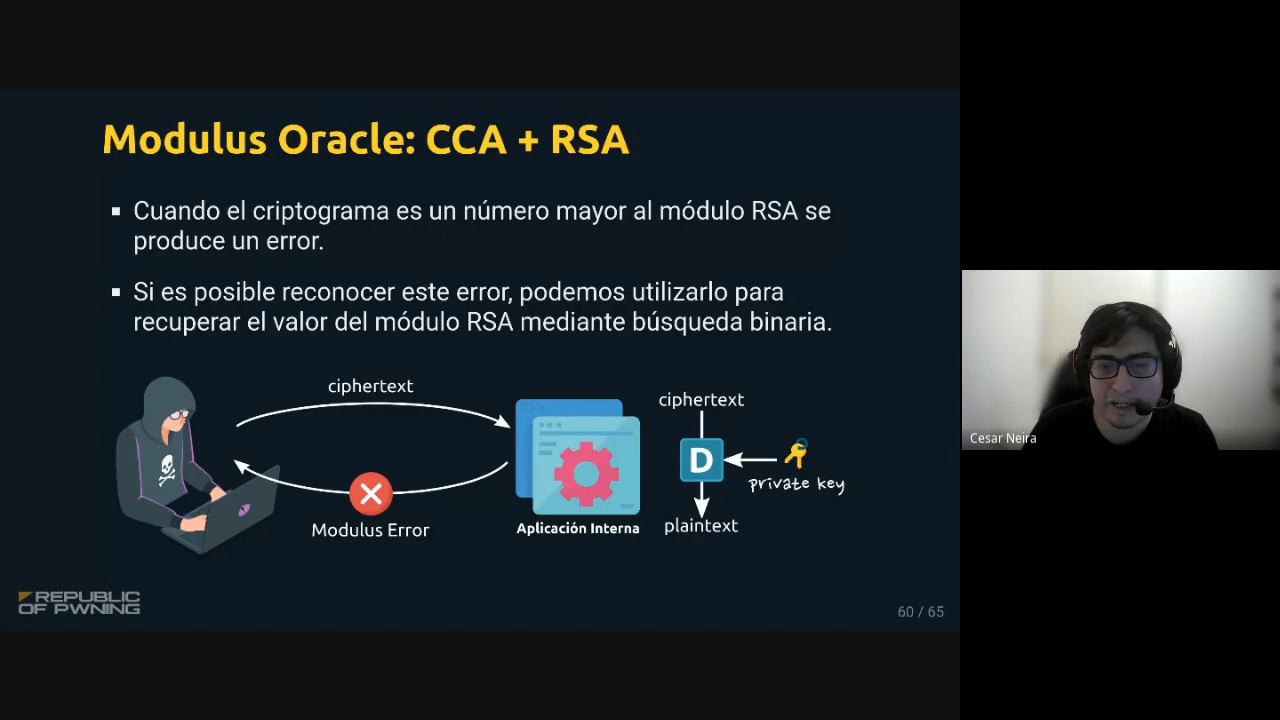 Modulus Oracle: CCA + RSA
▪ Cuando el criptograma es un número mayor al módulo RSA se
produce un error.
▪ Si es posible reconocer este error, podemos utilizarlo para
recuperar el valor del módulo RSA mediante búsqueda binaria.
ciphertext
Modulus Error
Aplicación Interna
ciphertext
D
private key
plaintext
Cesar Neira
REPUBLIC
OF PWNING
60 / 65